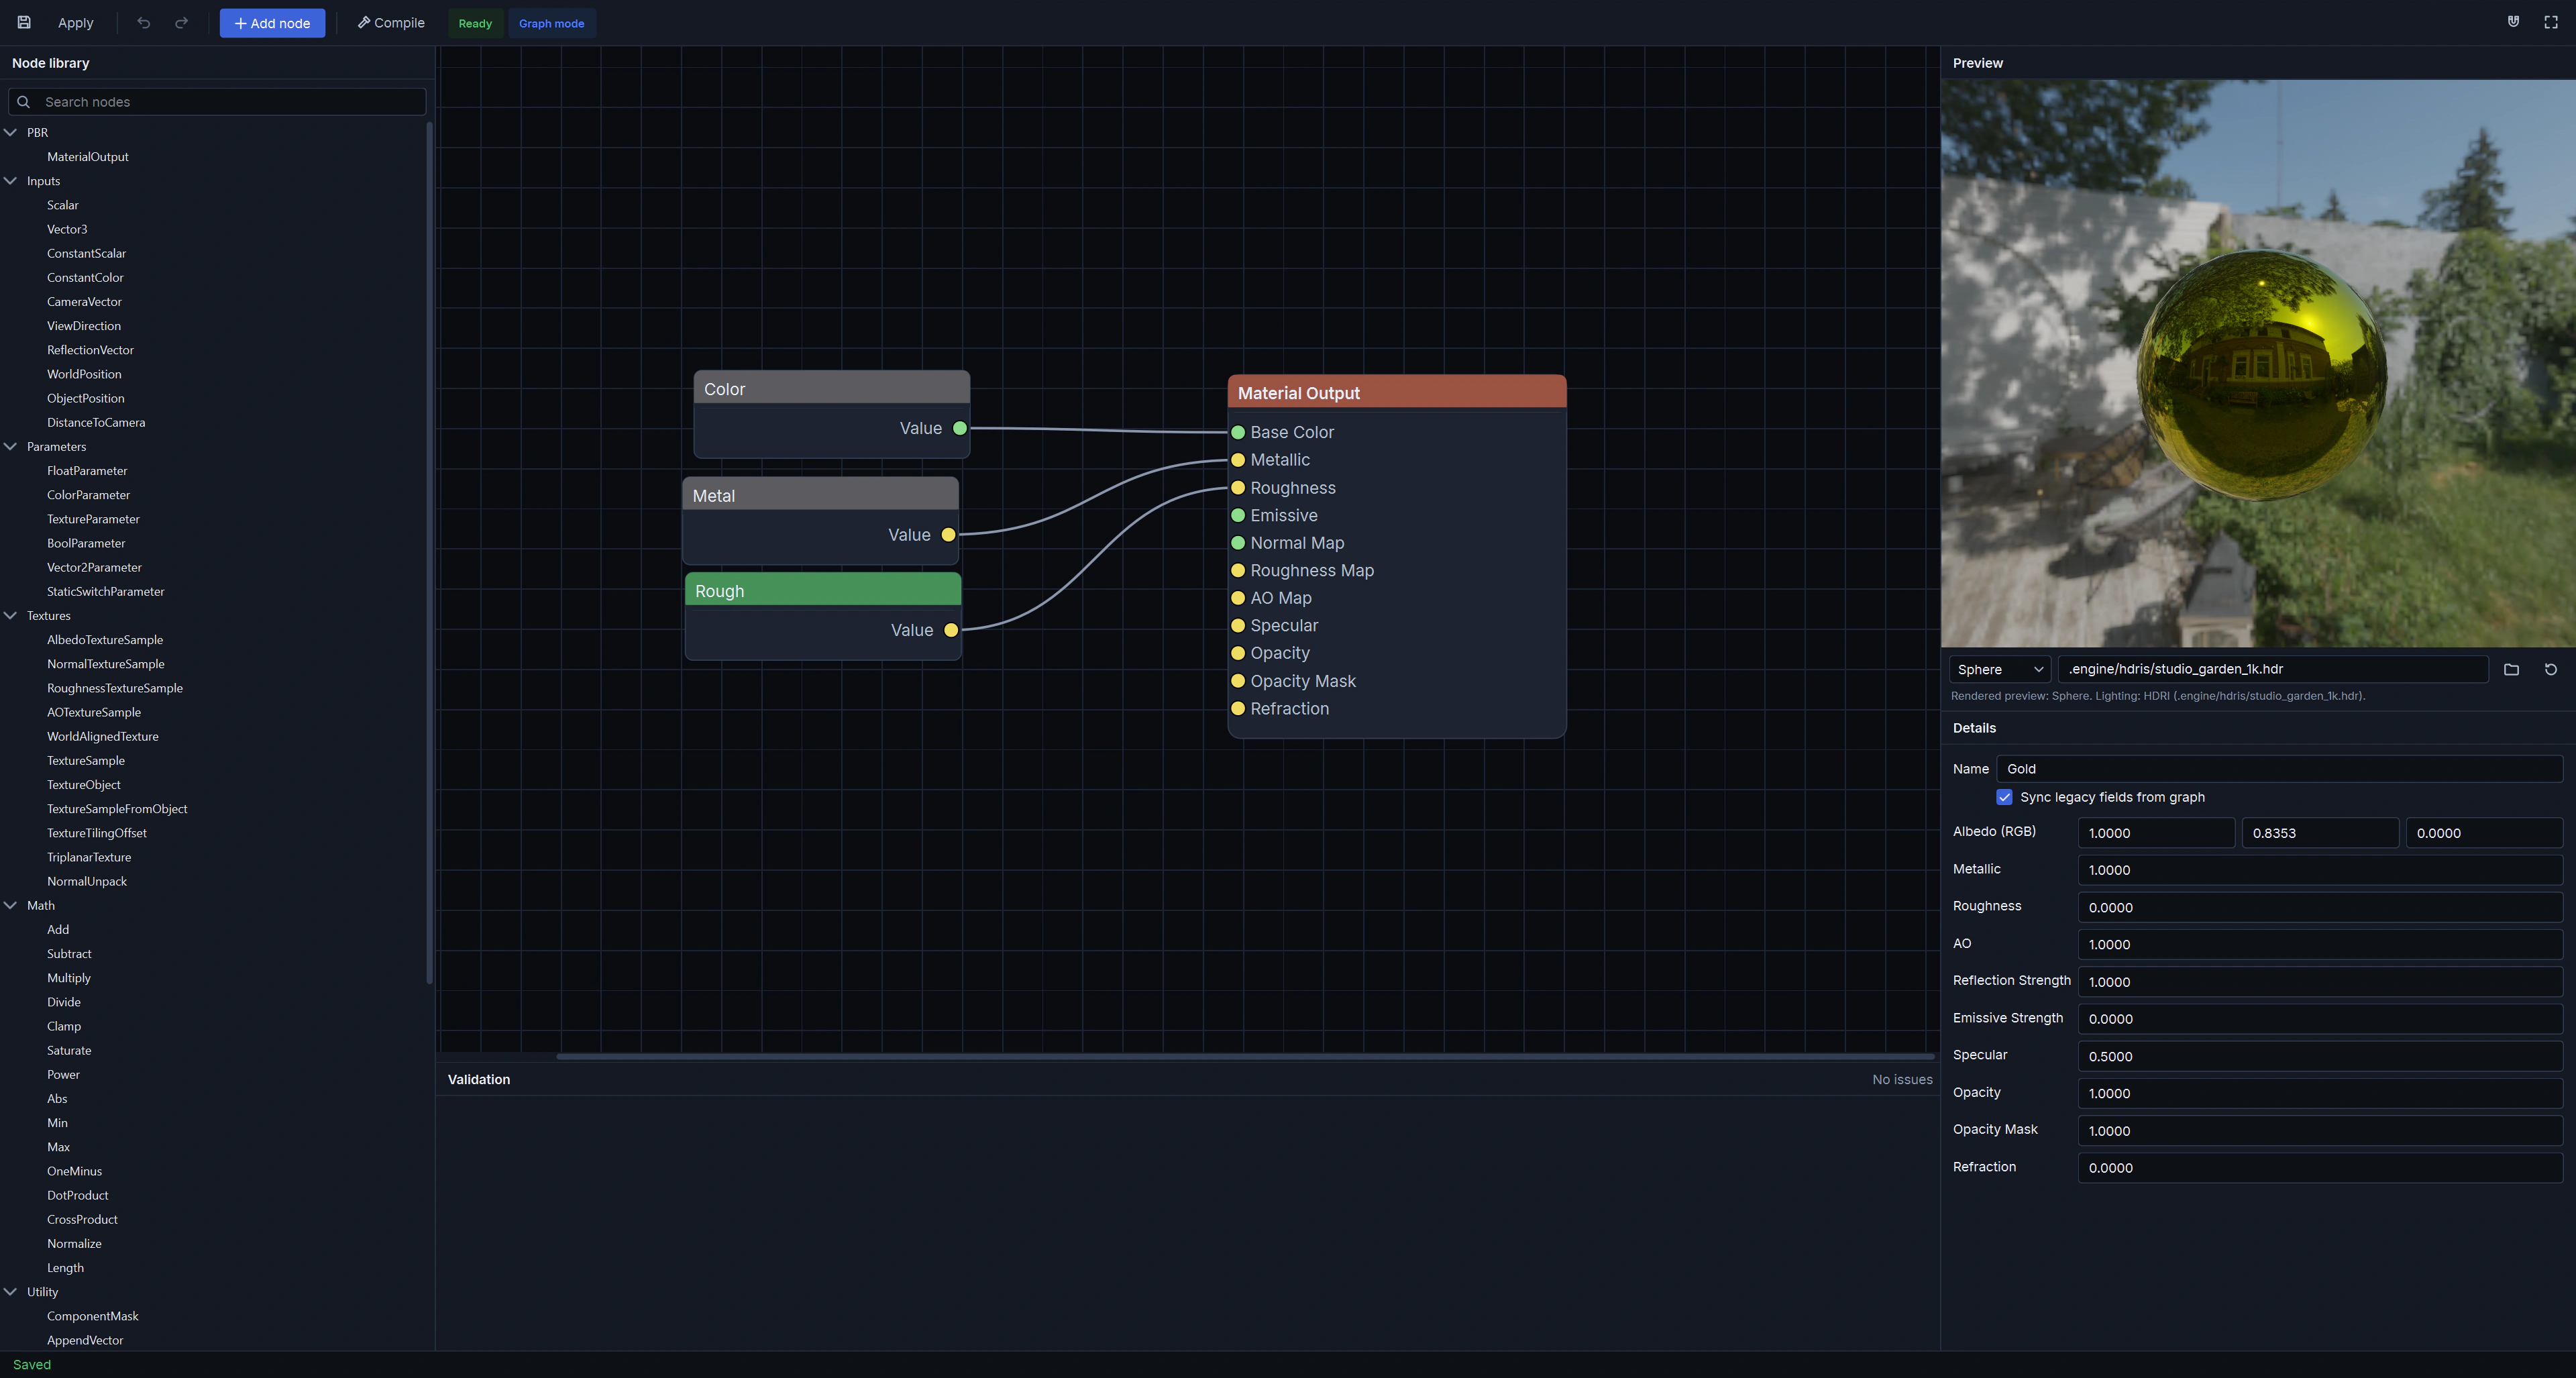 Apply
Add node
Compile
Ready
Graph mode
Node library
Search nodes
PBR
MaterialOutput
Inputs
Scalar
Vector3
ConstantScalar
ConstantColor
CameraVector
ViewDirection
ReflectionVector
WorldPosition
ObjectPosition
DistanceToCamera
Parameters
FloatParameter
ColorParameter
TextureParameter
BoolParameter
Vector2Parameter
StaticSwitchParameter
Textures
AlbedoTextureSample
NormalTextureSample
RoughnessTextureSample
AOTextureSample
WorldAlignedTexture
TextureSample
TextureObject
TextureSampleFromObject
TextureTilingOffset
TriplanarTexture
NormalUnpack
Math
Add
Subtract
Multiply
Divide
Clamp
Saturate
Power
Abs
Min
Max
OneMinus
DotProduct
CrossProduct
Normalize
Length
Utility
ComponentMask
AppendVector
Color
Value
Metal
Value
Rough
Value
Material Output
Base Color
Metallic
Roughness
Emissive
Normal Map
Roughness Map
AO Map
Specular
Opacity
Opacity Mask
Refraction
Validation
No issues
Preview
Sphere
.engine/hdris/studio_garden_1k.hdr
Rendered preview: Sphere. Lighting: HDRI (.engine/hdris/studio_garden_1k.hdr).
Details
Name Gold
Sync legacy fields from graph
Albedo (RGB) 1.0000 0.8353 0.0000
Metallic 1.0000
Roughness 0.0000
AO 1.0000
Reflection Strength 1.0000
Emissive Strength 0.0000
Specular 0.5000
Opacity 1.0000
Opacity Mask 1.0000
Refraction 0.0000
Saved